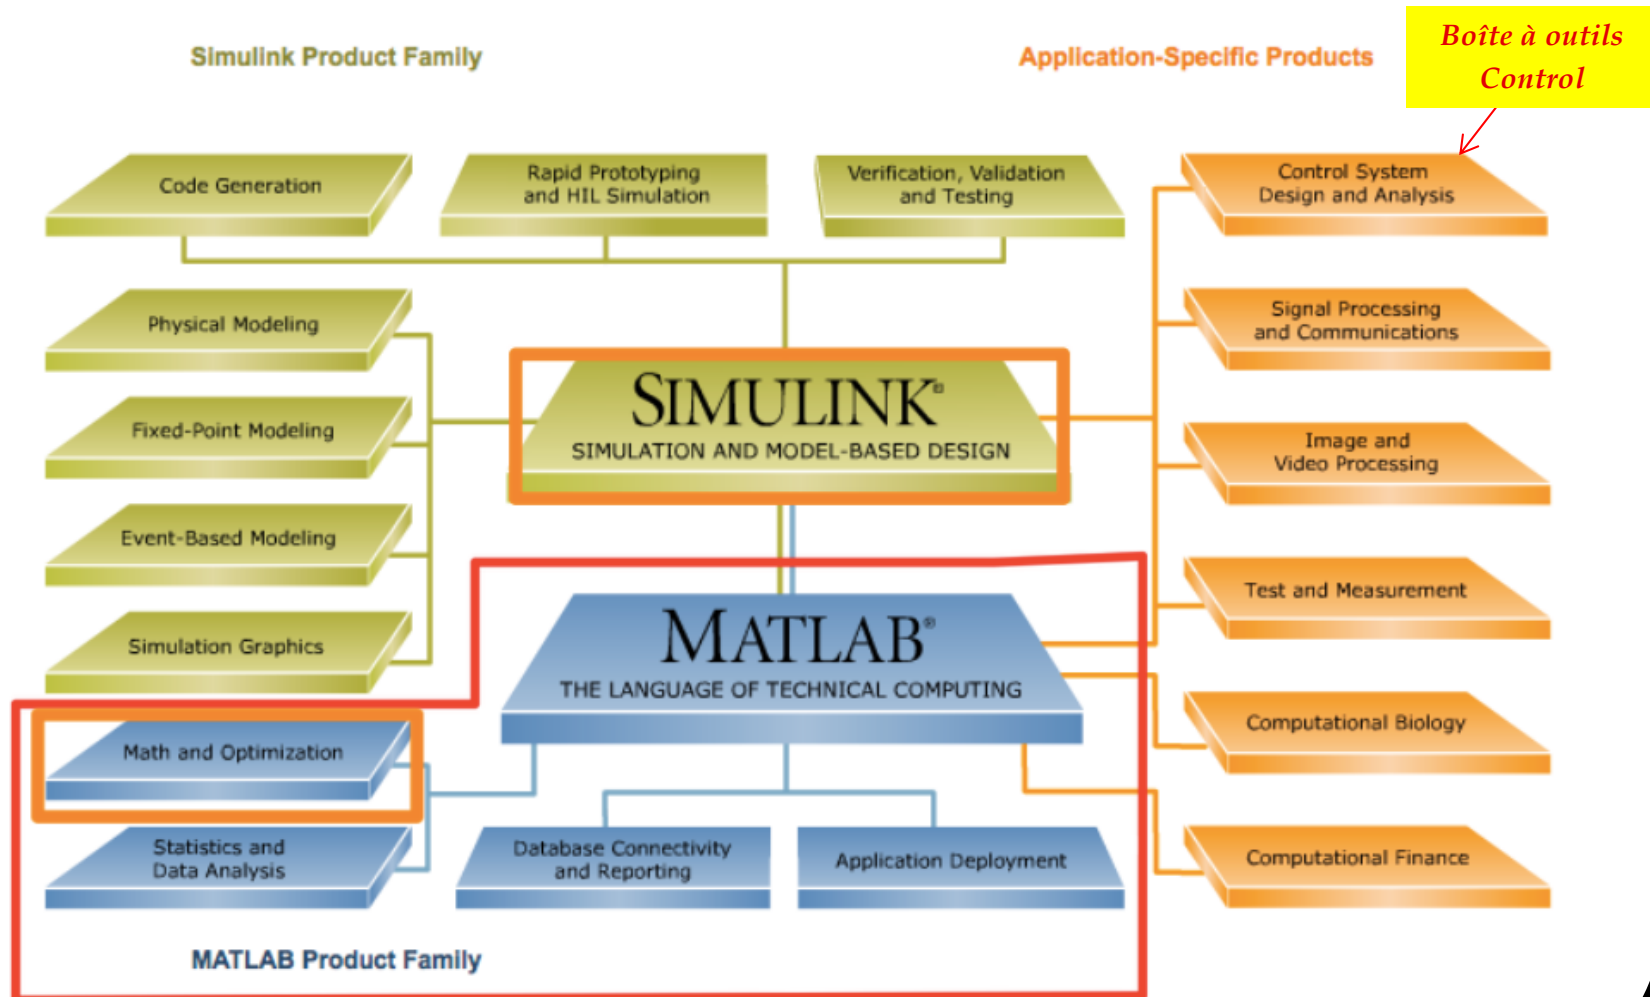 Simulink Product Family
Application-Specific Products
Boîte à outils
Control
Code Generation
Rapid Prototyping
and HIL Simulation
Verification, Validation
and Testing
Control System
Design and Analysis
Physical Modeling
Signal Processing
and Communications
SIMULINK®
SIMULATION AND MODEL-BASED DESIGN
Fixed-Point Modeling
Image and
Video Processing
Event-Based Modeling
Test and Measurement
Simulation Graphics
MATLAB®
THE LANGUAGE OF TECHNICAL COMPUTING
Math and Optimization
Computational Biology
Statistics and
Data Analysis
Database Connectivity
and Reporting
Application Deployment
Computational Finance
MATLAB Product Family